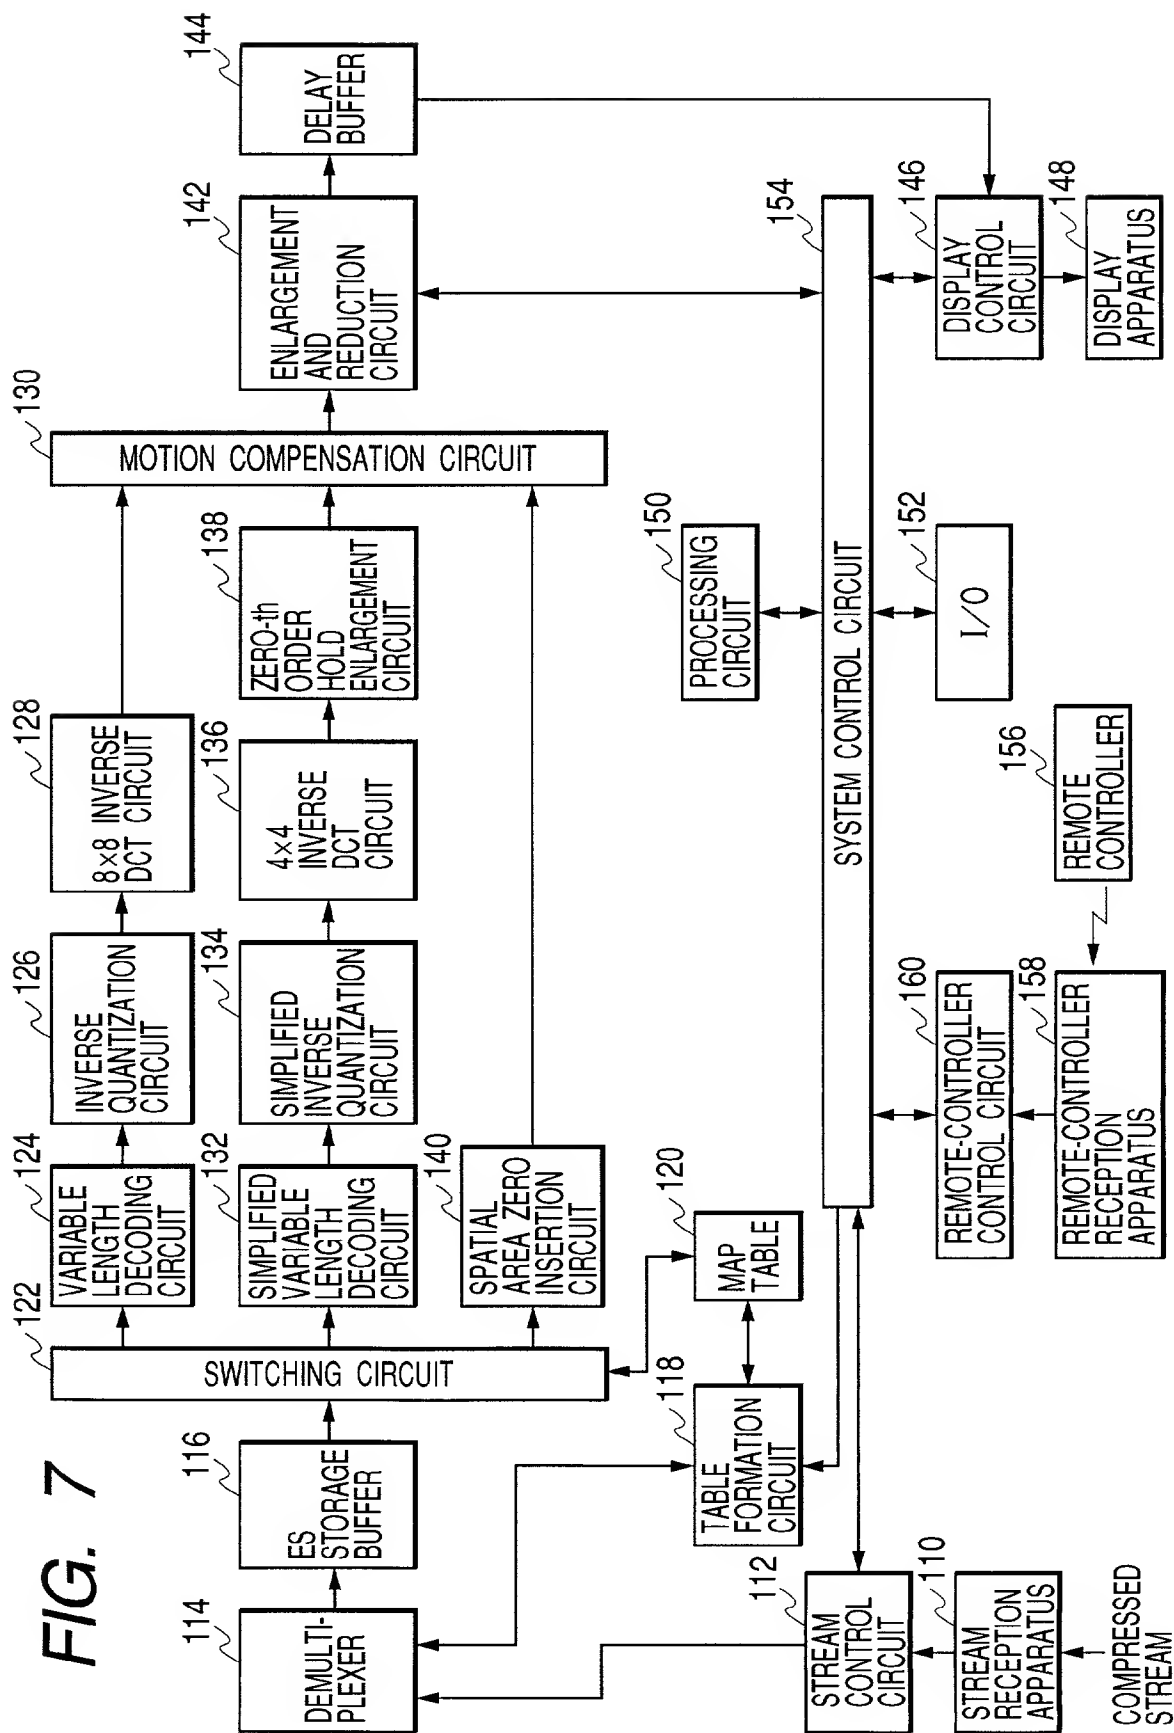 FIG. 7
114
DEMULTI-
PLEXER
116
ES
STORAGE
BUFFER
122
SWITCHING CIRCUIT
124
VARIABLE
LENGTH
DECODING
CIRCUIT
126
INVERSE
QUANTIZATION
CIRCUIT
128
8×8 INVERSE
DCT CIRCUIT
130
MOTION COMPENSATION CIRCUIT
132
SIMPLIFIED
VARIABLE
LENGTH
DECODING
CIRCUIT
134
SIMPLIFIED
INVERSE
QUANTIZATION
CIRCUIT
136
4×4
INVERSE
DCT
CIRCUIT
138
ZERO-th
ORDER
HOLD
ENLARGEMENT
CIRCUIT
140
SPATIAL
AREA ZERO
INSERTION
CIRCUIT
142
ENLARGEMENT
AND
REDUCTION
CIRCUIT
144
DELAY
BUFFER
118
TABLE
FORMATION
CIRCUIT
120
MAP
TABLE
150
PROCESSING
CIRCUIT
154
SYSTEM CONTROL CIRCUIT
112
STREAM
CONTROL
CIRCUIT
110
STREAM
RECEPTION
APPARATUS
COMPRESSED
STREAM
160
REMOTE-CONTROLLER
CONTROL CIRCUIT
158
REMOTE-CONTROLLER
RECEPTION
APPARATUS
156
REMOTE
CONTROLLER
152
I/O
146
DISPLAY
CONTROL
CIRCUIT
148
DISPLAY
APPARATUS